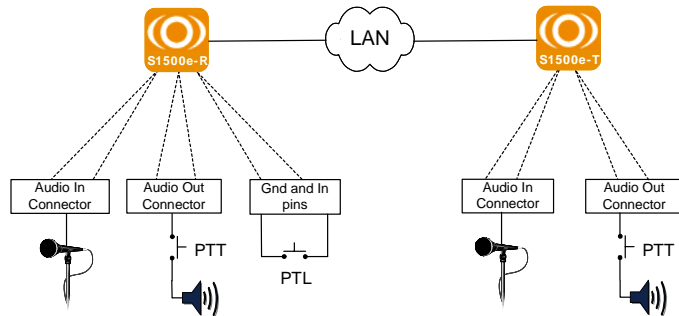 S1500e-R
LAN
S1500e-T
Audio In
Connector
Audio Out
Connector
Gnd and In
pins
Audio In
Connector
Audio Out
Connector
PTT
PTL
PTT